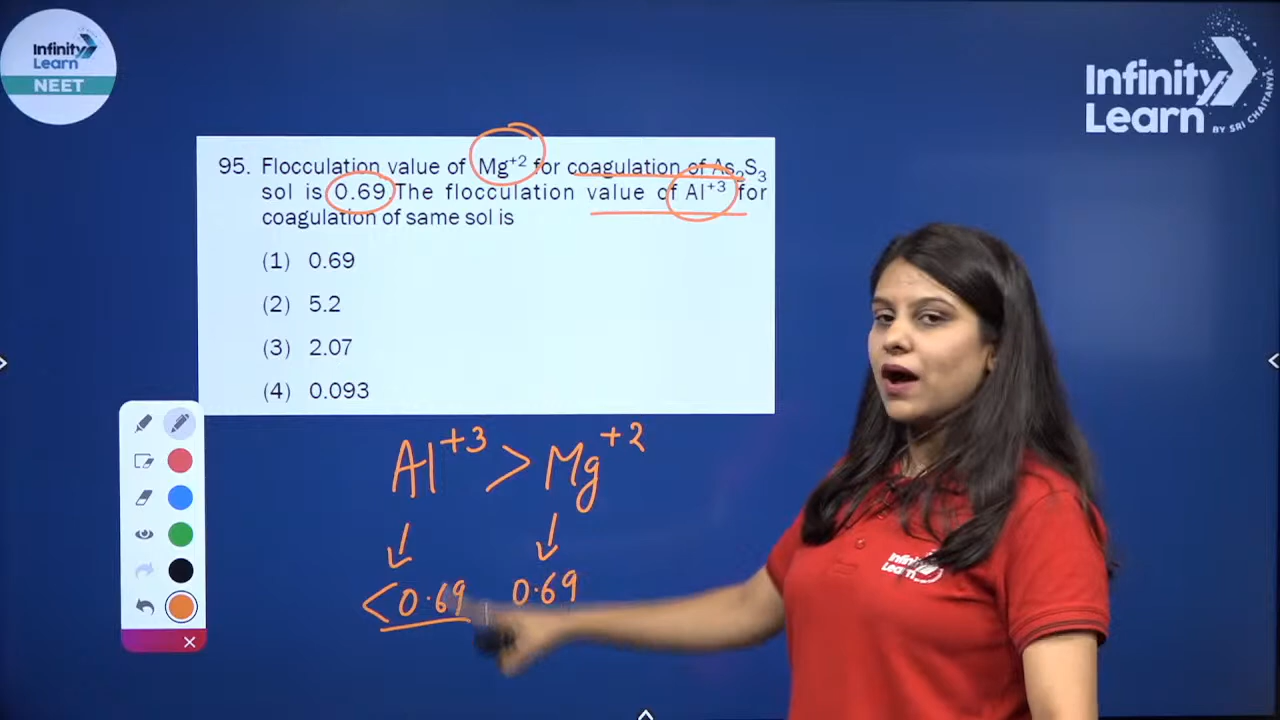 Infinity
Learn
NEET
Infinity
Learn
BY SRI CHAITANYA
95. Flocculation value of Mg+2 for coagulation of As2S3
sol is 0.69. The flocculation value of Al+3 for
coagulation of same sol is
(1) 0.69
(2) 5.2
(3) 2.07
(4) 0.093
Al+3 > Mg+2
<0.69 0.69
Infinity
Learn